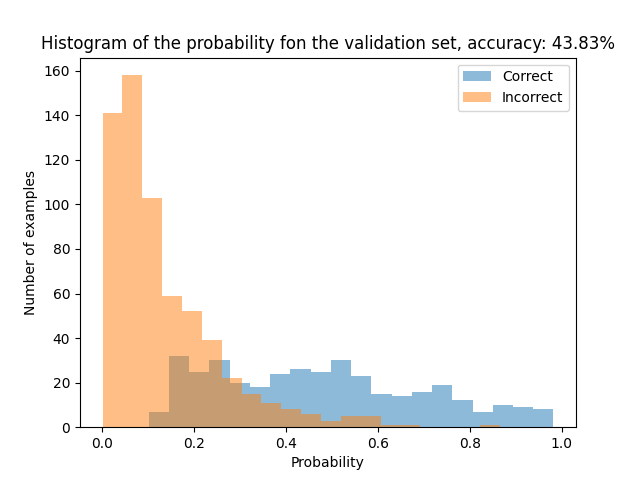 Histogram of the probability fon the validation set, accuracy: 43.83%
Correct
Incorrect
160
140
120
100
80
60
40
20
0
Number of examples
0.0 0.2 0.4 0.6 0.8 1.0
Probability